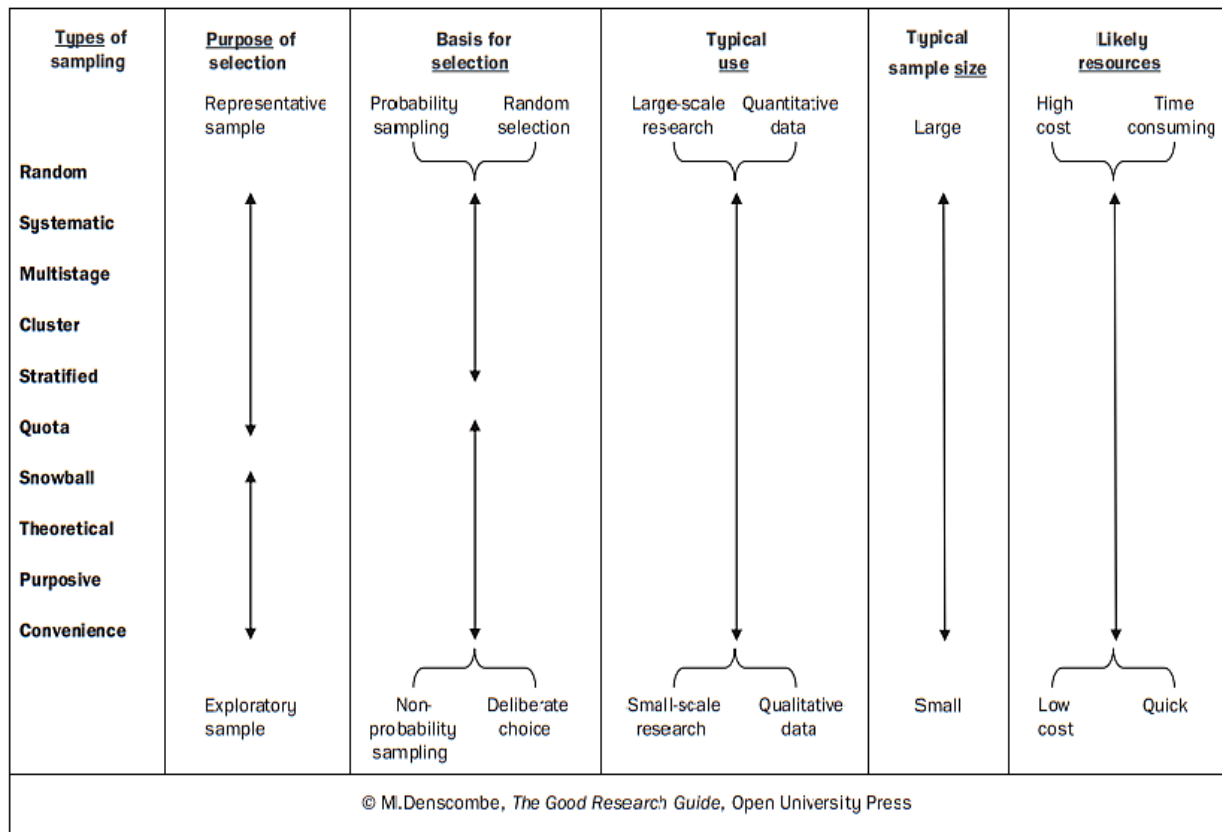 Types of
sampling
Purpose of
selection
Basis for
selection
Typical
use
Typical
sample size
Likely
resources
Representative
sample
Probability
sampling
Random
selection
Large-scale
research
Quantitative
data
Large
High
cost
Time
consuming
Random
Systematic
Multistage
Cluster
Stratified
Quota
Snowball
Theoretical
Purposive
Convenience
Exploratory
sample
Non-
probability
sampling
Deliberate
choice
Small-scale
research
Qualitative
data
Small
Low
cost
Quick
© M.Denscombe, The Good Research Guide, Open University Press